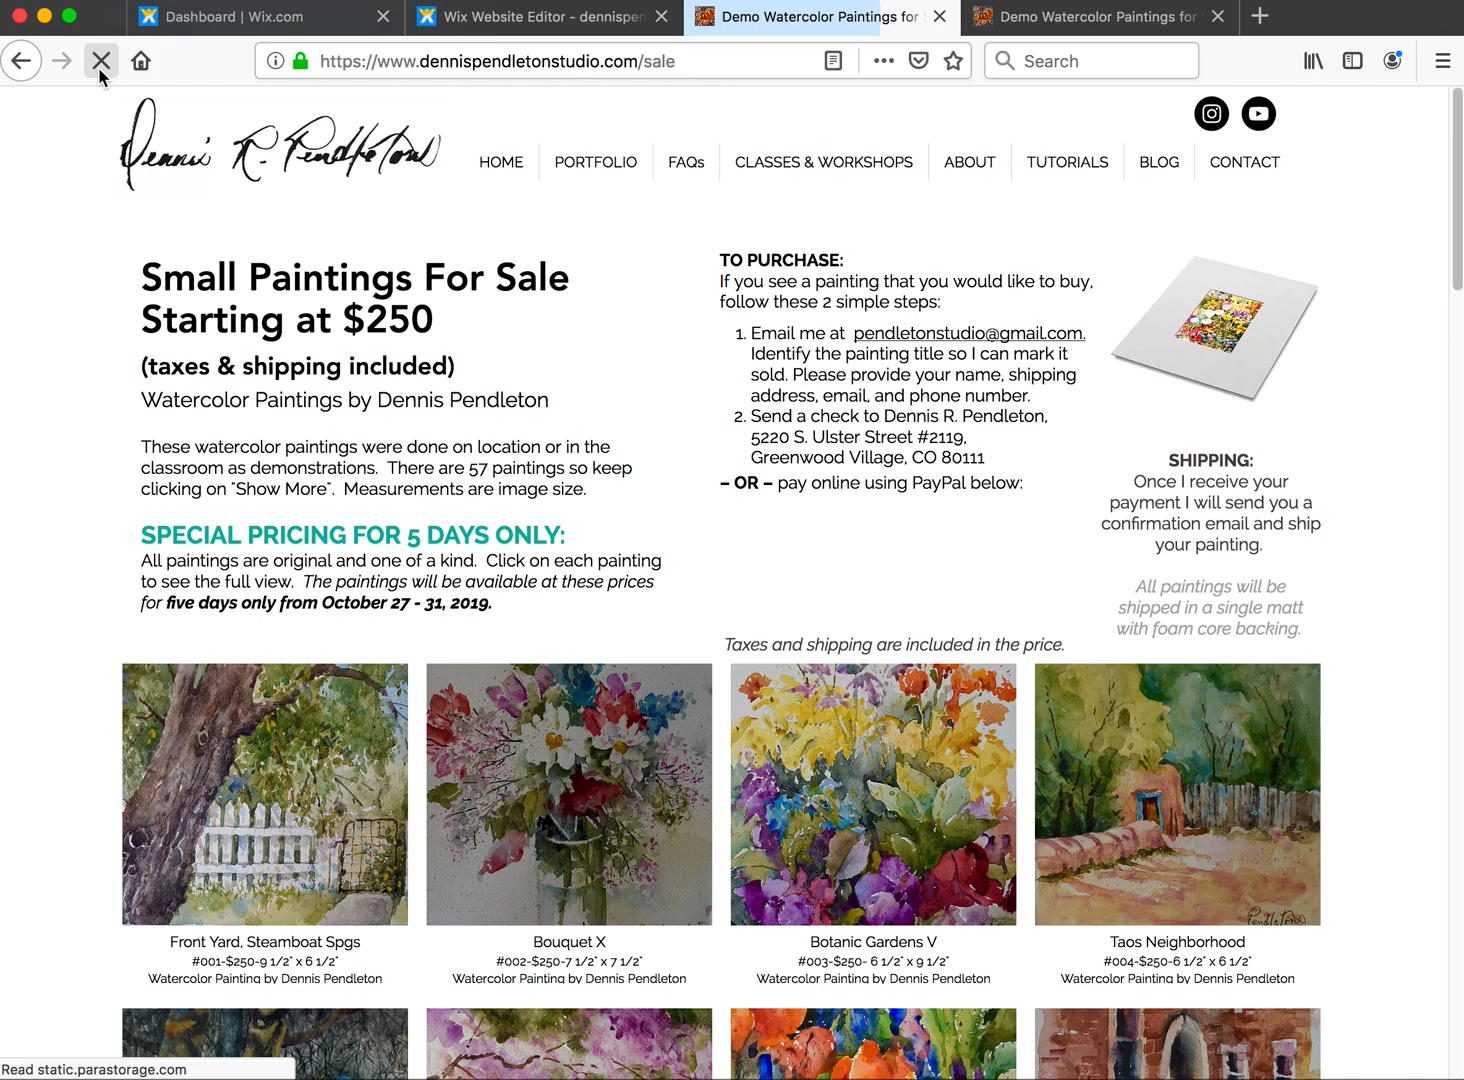 Dashboard | Wix.com
Wix Website Editor - dennispen
Demo Watercolor Paintings for
Demo Watercolor Paintings for
https://www.dennispendletonstudio.com/sale
Search
Dennis R. Pendleton
HOME
PORTFOLIO
FAQs
CLASSES & WORKSHOPS
ABOUT
TUTORIALS
BLOG
CONTACT
Small Paintings For Sale
Starting at $250
(taxes & shipping included)
Watercolor Paintings by Dennis Pendleton
These watercolor paintings were done on location or in the
classroom as demonstrations. There are 57 paintings so keep
clicking on "Show More". Measurements are image size.
SPECIAL PRICING FOR 5 DAYS ONLY:
All paintings are original and one of a kind. Click on each painting
to see the full view. The paintings will be available at these prices
for five days only from October 27 - 31, 2019.
TO PURCHASE:
If you see a painting that you would like to buy,
follow these 2 simple steps:
1. Email me at pendletonstudio@gmail.com.
Identify the painting title so I can mark it
sold. Please provide your name, shipping
address, email, and phone number.
2. Send a check to Dennis R. Pendleton,
5220 S. Ulster Street #2119,
Greenwood Village, CO 80111
– OR – pay online using PayPal below:
Taxes and shipping are included in the price.
SHIPPING:
Once I receive your
payment I will send you a
confirmation email and ship
your painting.
All paintings will be
shipped in a single matt
with foam core backing.
Pendleton
Front Yard, Steamboat Spgs
#001-$250-9 1/2" x 6 1/2"
Watercolor Painting by Dennis Pendleton
Bouquet X
#002-$250-7 1/2" x 7 1/2"
Watercolor Painting by Dennis Pendleton
Botanic Gardens V
#003-$250- 6 1/2" x 9 1/2"
Watercolor Painting by Dennis Pendleton
Taos Neighborhood
#004-$250-6 1/2" x 6 1/2"
Watercolor Painting by Dennis Pendleton
Read static.parastorage.com